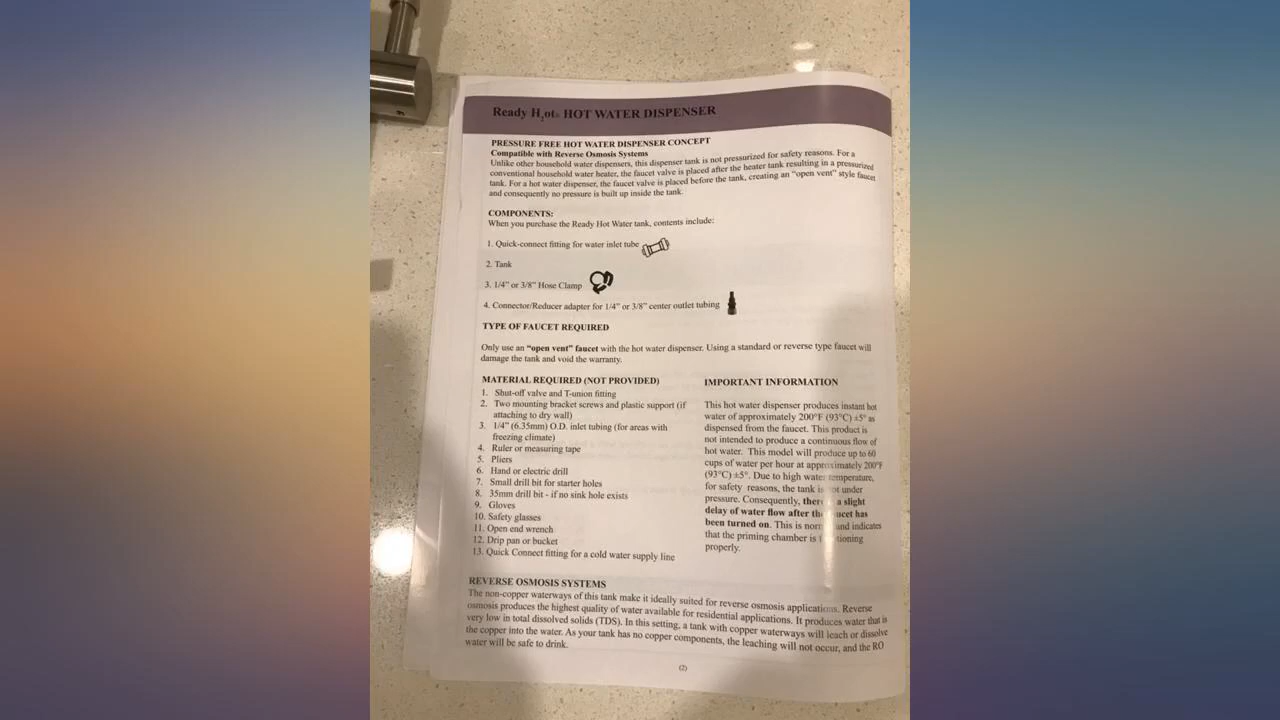 Ready H2ot® HOT WATER DISPENSER
PRESSURE FREE HOT WATER DISPENSER CONCEPT
Compatible with Reverse Osmosis Systems
Unlike other household water dispensers, this dispenser tank is not pressurized for safety reasons. For a
conventional household water heater, the faucet valve is placed after the heater tank resulting in a pressurized
tank. For a hot water dispenser, the faucet valve is placed before the tank, creating an "open vent" style faucet
and consequently no pressure is built up inside the tank.
COMPONENTS:
When you purchase the Ready Hot Water tank, contents include:
1. Quick-connect fitting for water inlet tube
2. Tank
3. 1/4" or 3/8" Hose Clamp
4. Connector/Reducer adapter for 1/4" or 3/8" center outlet tubing
TYPE OF FAUCET REQUIRED
Only use an "open vent" faucet with the hot water dispenser. Using a standard or reverse type faucet will
damage the tank and void the warranty.
MATERIAL REQUIRED (NOT PROVIDED)
1. Shut-off valve and T-union fitting
2. Two mounting bracket screws and plastic support (if
attaching to dry wall)
3. 1/4" (6.35mm) O.D. inlet tubing (for areas with
freezing climate)
4. Ruler or measuring tape
5. Pliers
6. Hand or electric drill
7. Small drill bit for starter holes
8. 35mm drill bit - if no sink hole exists
9. Gloves
10. Safety glasses
11. Open end wrench
12. Drip pan or bucket
13. Quick Connect fitting for a cold water supply line
IMPORTANT INFORMATION
This hot water dispenser produces instant hot
water of approximately 200°F (93°C) ±5° as
dispensed from the faucet. This product is
not intended to produce a continuous flow of
hot water. This model will produce up to 60
cups of water per hour at approximately 200°F
(93°C) ±5°. Due to high water temperature,
for safety reasons, the tank is not under
pressure. Consequently, there a slight
delay of water flow after the faucet has
been turned on. This is and indicates
that the priming chamber is
properly.
REVERSE OSMOSIS SYSTEMS
The non-copper waterways of this tank make it ideally suited for reverse osmosis applications. Reverse
osmosis produces the highest quality of water available for residential applications. It produces water that is
very low in total dissolved solids (TDS). In this setting, a tank with copper waterways will leach or dissolve
the copper into the water. As your tank has no copper components, the leaching will not occur, and the RO
water will be safe to drink.
(2)